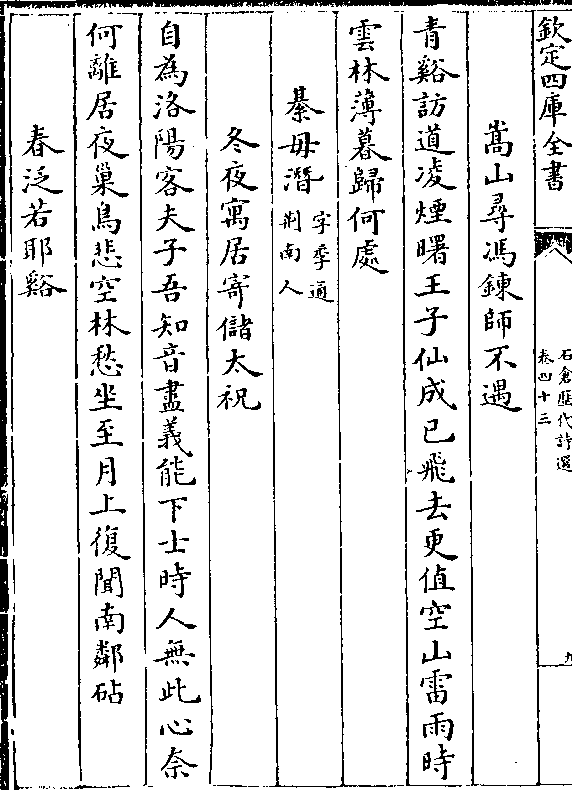 欽定四庫全書
石倉歷代詩選
卷四十三
九
嵩山尋馮鍊師不遇
青谿訪道凌煙曙王子仙成已飛去更值空山雷雨時
雲林薄暮歸何處
綦毋潛 字季通
荆南人
冬夜寓居寄儲太祝
自為洛陽客夫子吾知音盡義能下士時人無此心奈
何離居夜巢鳥悲空林愁坐至月上復聞南鄰砧
春泛若耶谿